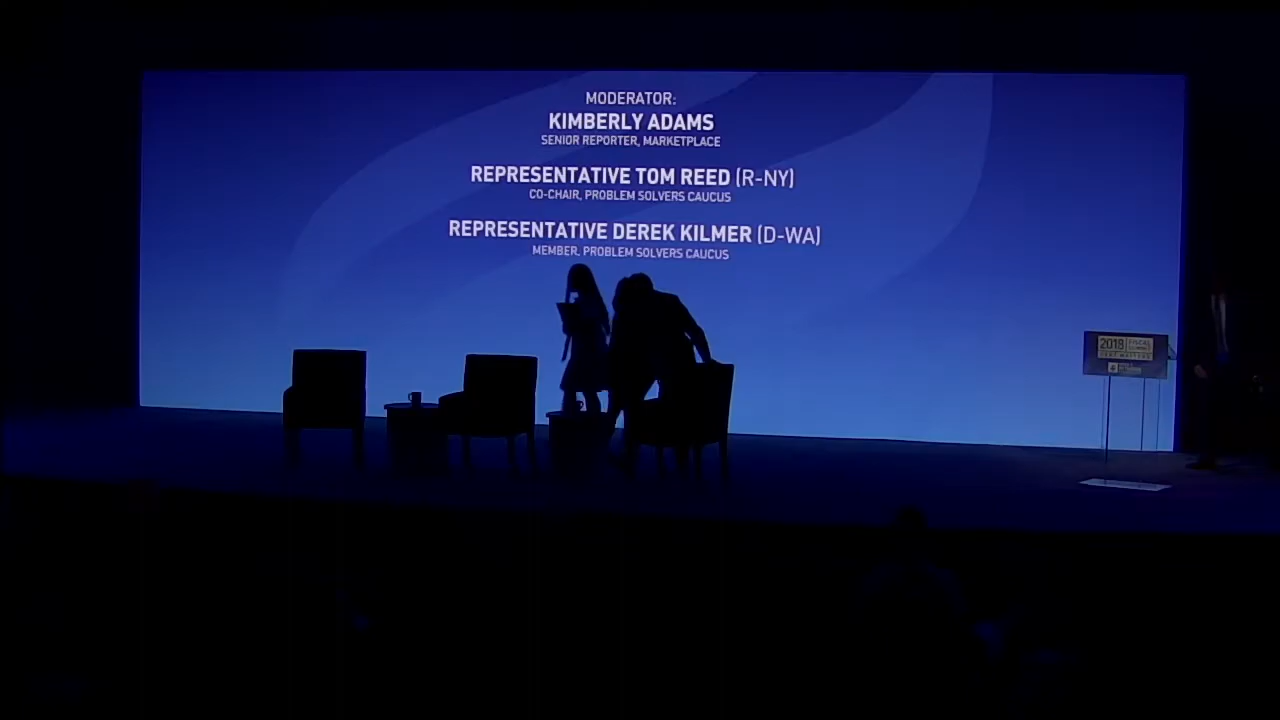 MODERATOR:
KIMBERLY ADAMS
SENIOR REPORTER, MARKETPLACE
REPRESENTATIVE TOM REED (R-NY)
CO-CHAIR, PROBLEM SOLVERS CAUCUS
REPRESENTATIVE DEREK KILMER (D-WA)
MEMBER, PROBLEM SOLVERS CAUCUS
2018 FISCAL